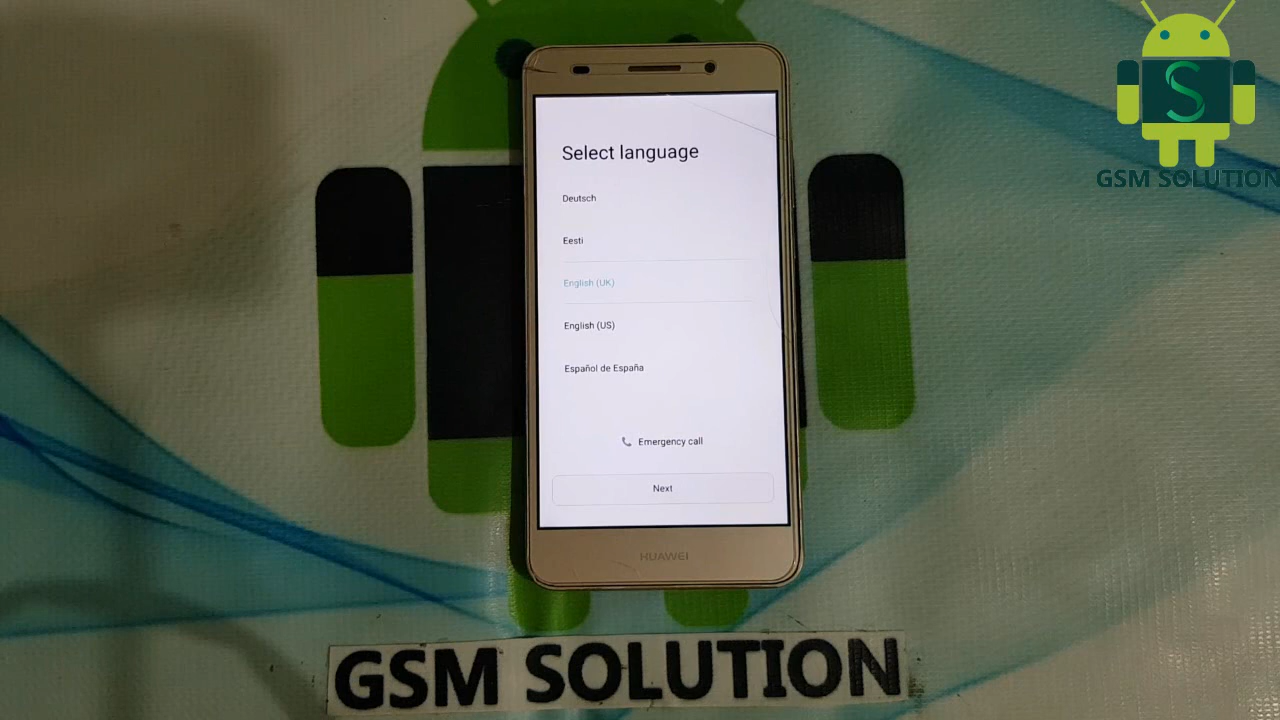 Select language
Deutsch
Eesti
English (UK)
English (US)
Español de España
Emergency call
Next
HUAWEI
GSM SOLUTION
S
GSM SOLUTION